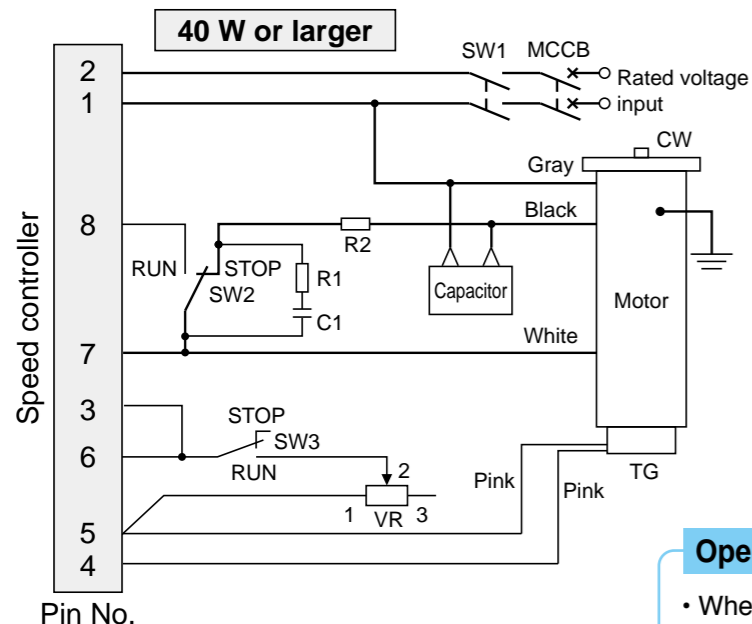 40 W or larger
SW1 MCCB
2 Rated voltage
1 input
CW
Gray
Black
8 R2
RUN STOP R1
SW2 Capacitor Motor
C1
White
7
Speed controller
3 STOP
SW3
6 RUN
2 Pink Pink TG
1 VR 3
5
4
Pin No.
Ope
• Whe